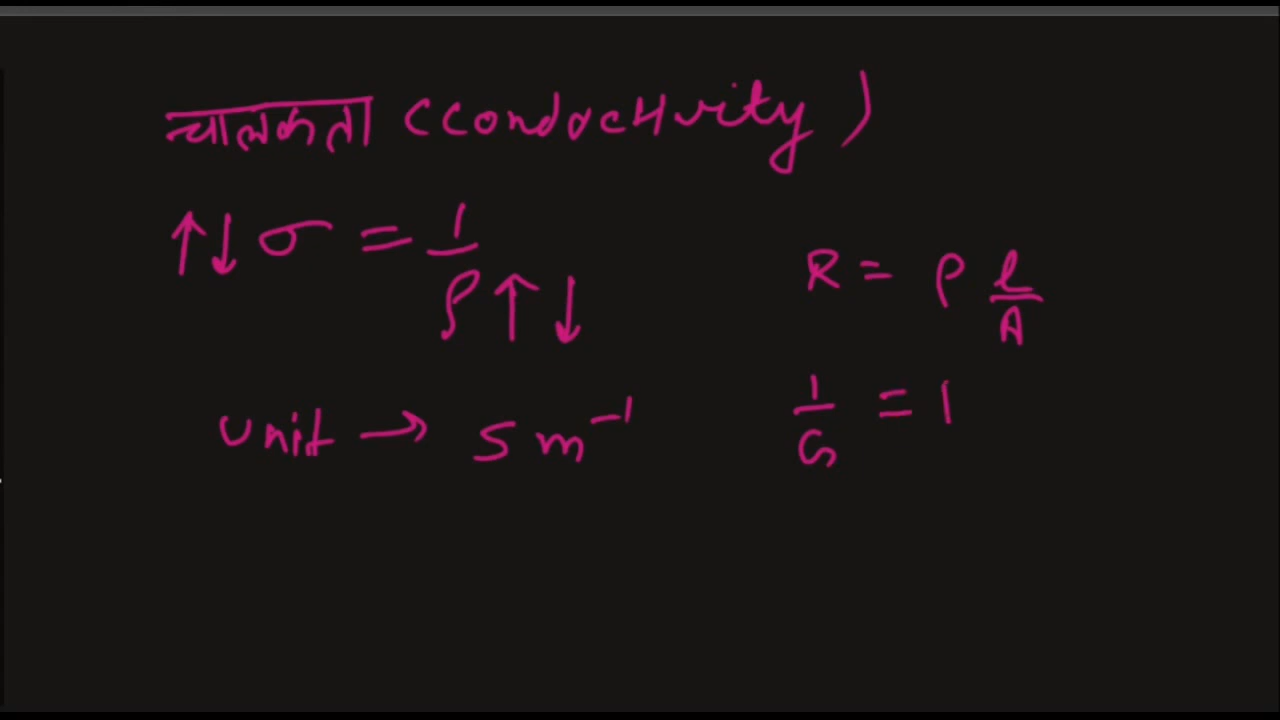 चालकता (Conductivity)
↑↓ σ = 1/ρ ↑↓
R = ρ l/A
unit → S m⁻¹
1/G = 1